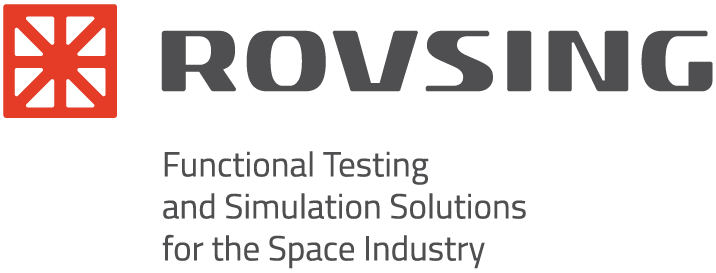 ROVSING
Functional Testing
and Simulation Solutions
for the Space Industry